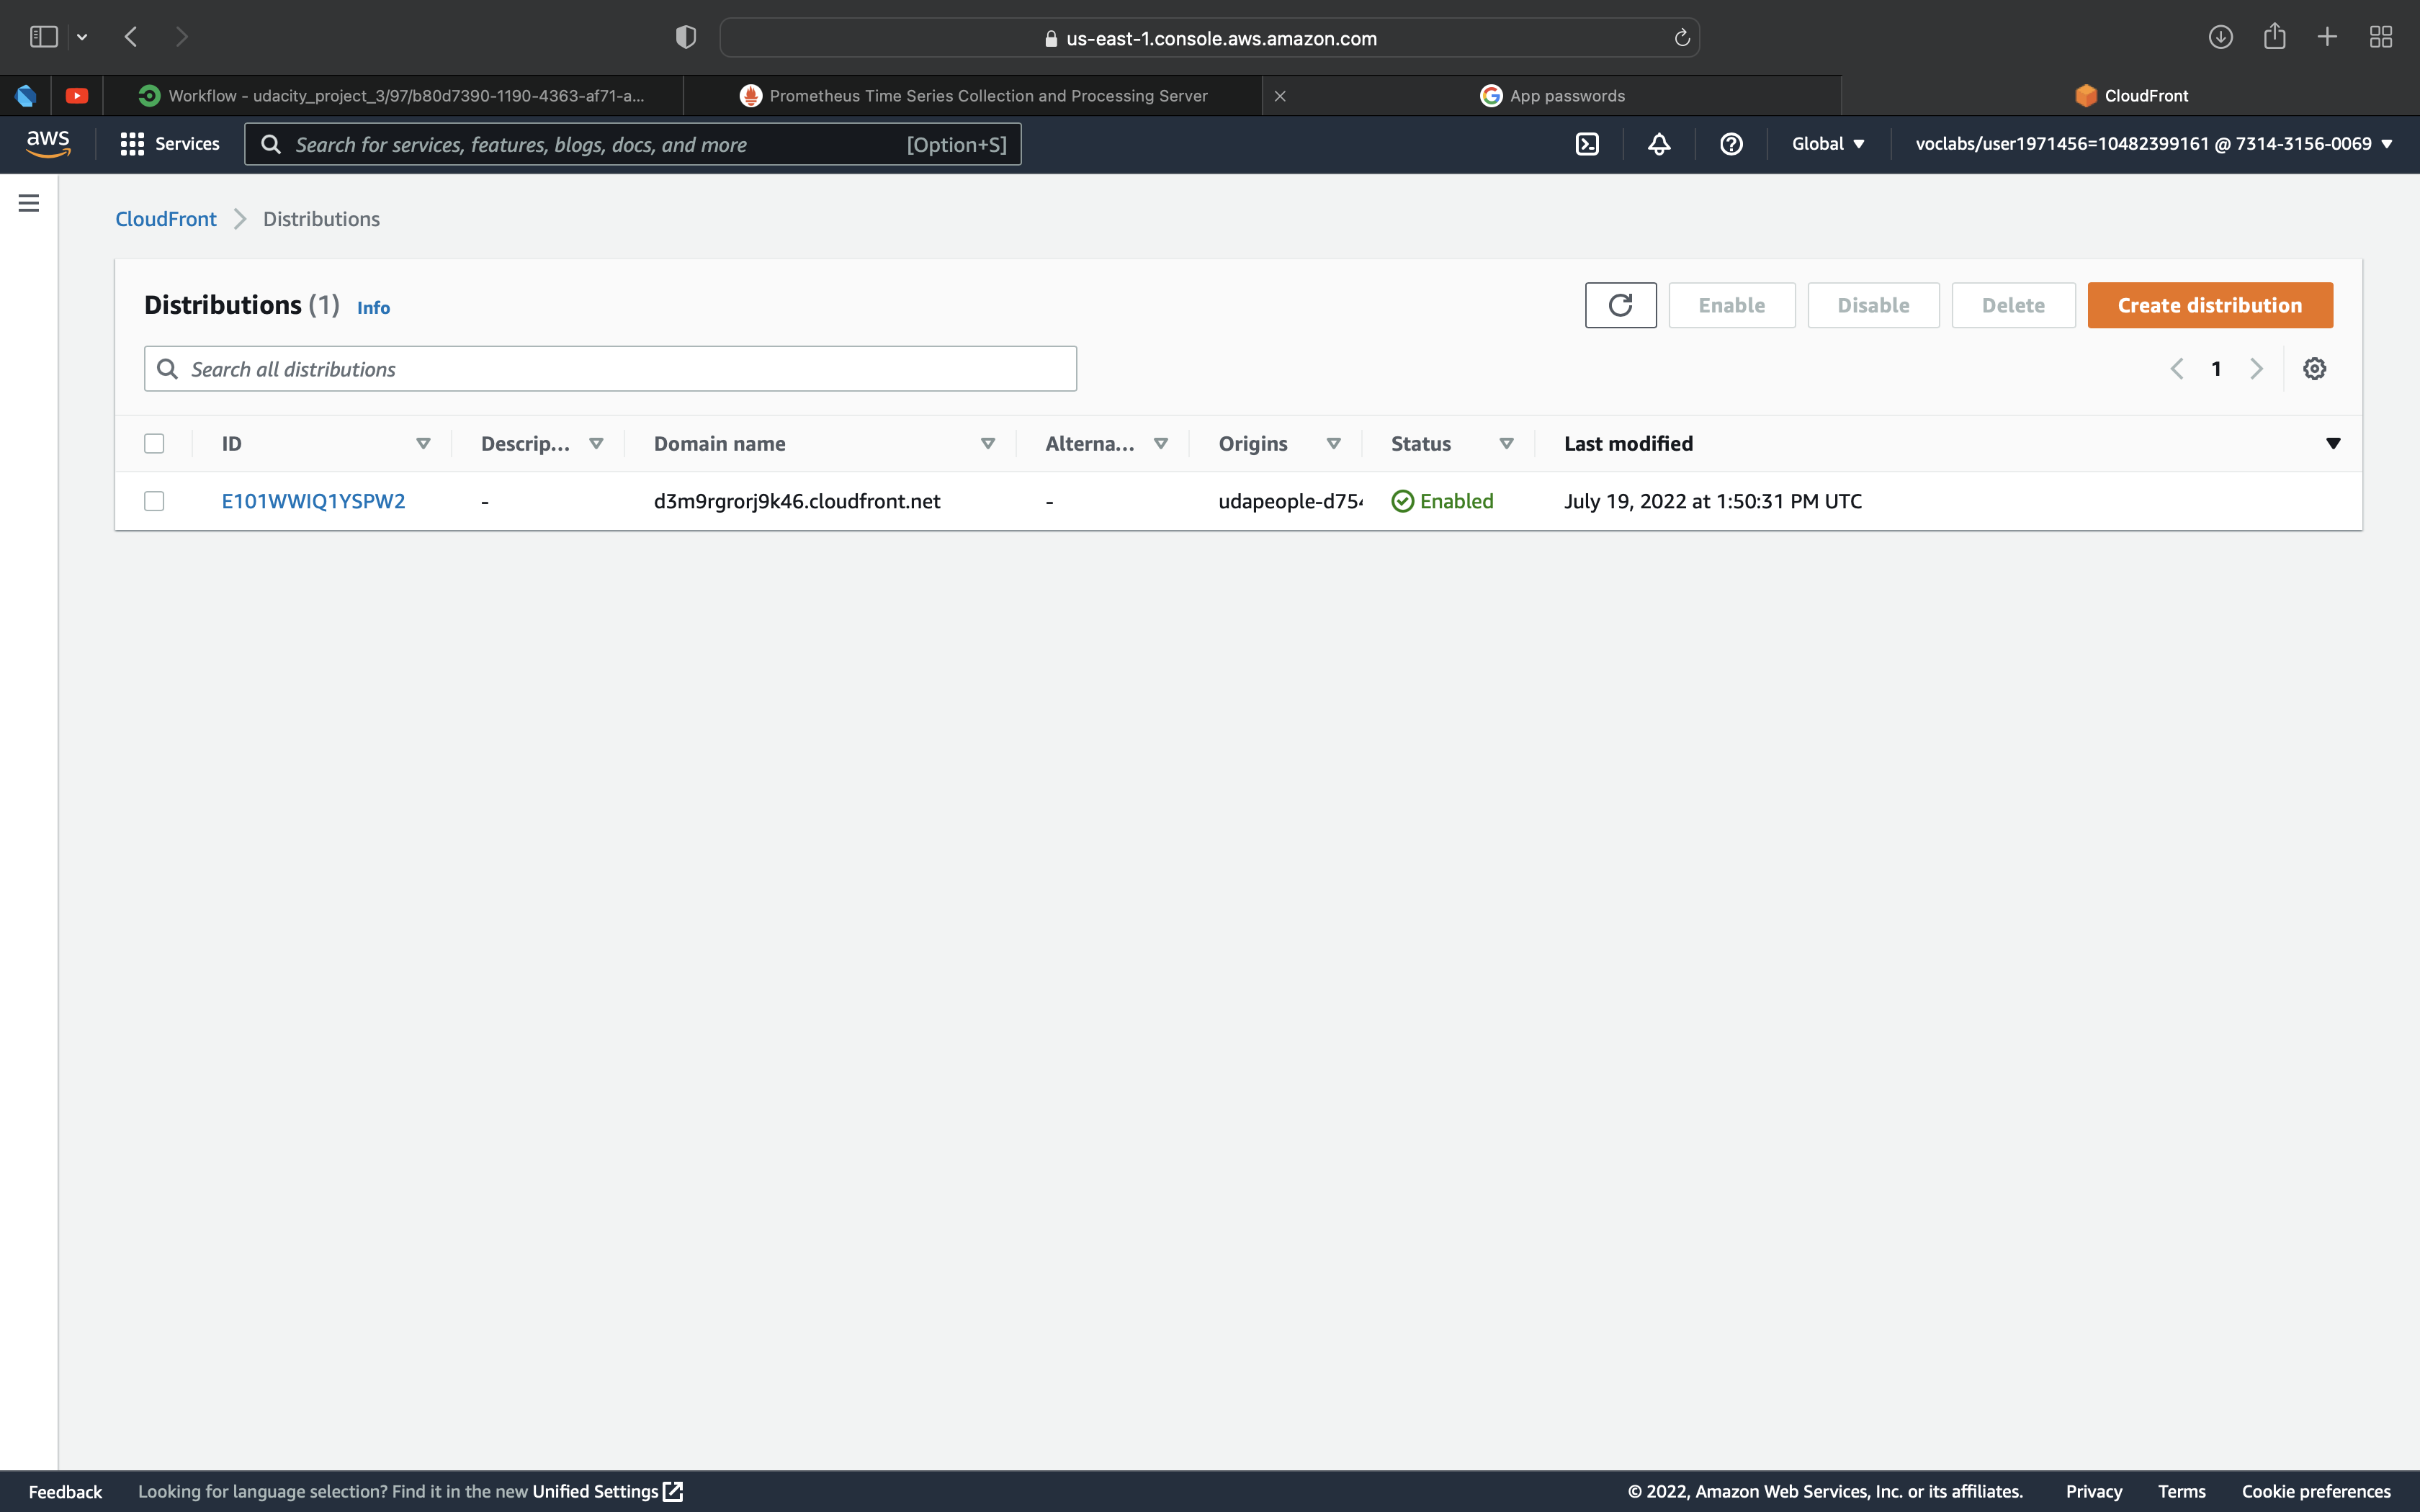 us-east-1.console.aws.amazon.com
Workflow - udacity_project_3/97/b80d7390-1190-4363-af71-a...
Prometheus Time Series Collection and Processing Server
App passwords
CloudFront
aws
Services
Search for services, features, blogs, docs, and more
[Option+S]
Global
voclabs/user1971456=10482399161 @ 7314-3156-0069
CloudFront
Distributions
Distributions (1)
Info
Enable
Disable
Delete
Create distribution
Search all distributions
1
ID
Descrip...
Domain name
Alterna...
Origins
Status
Last modified
E101WWIQ1YSPW2
-
d3m9rgrorj9k46.cloudfront.net
-
udapeople-d754
Enabled
July 19, 2022 at 1:50:31 PM UTC
Feedback
Looking for language selection? Find it in the new Unified Settings
© 2022, Amazon Web Services, Inc. or its affiliates.
Privacy
Terms
Cookie preferences